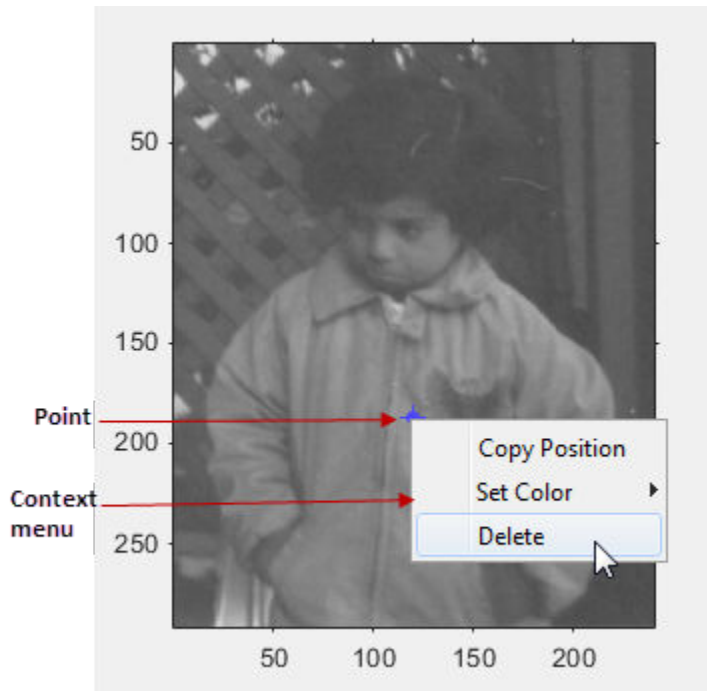 50
100
150
Point
200
Copy Position
Set Color
Context
menu
Delete
250
50 100 150 200